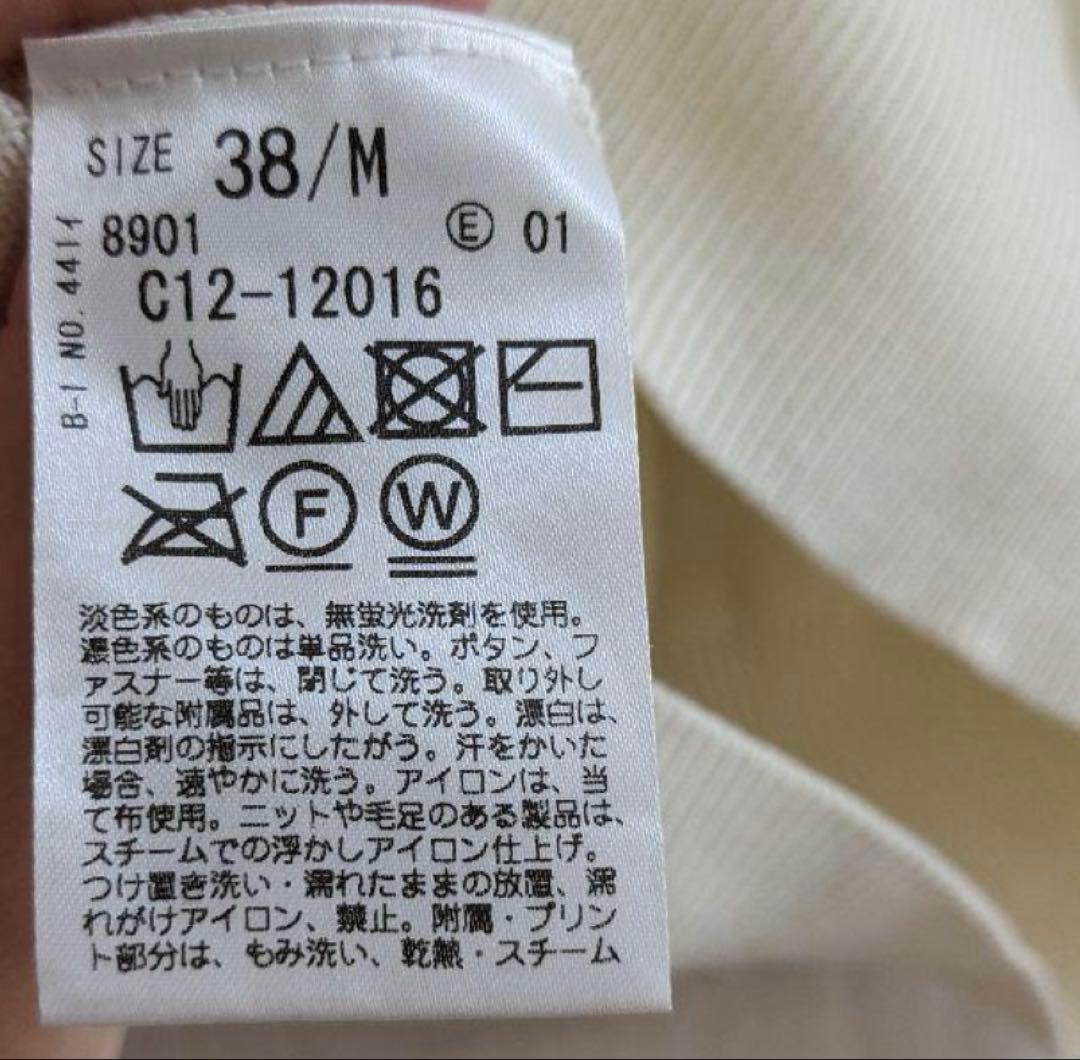 SIZE 38/M
8901 Ⓔ 01
C12-12016
B-1 NO.441イ
Ⓕ Ⓦ
淡色系のものは、無蛍光洗剤を使用。
濃色系のものは単品洗い。ボタン、フ
ァスナー等は、閉じて洗う。取り外し
可能な附属品は、外して洗う。漂白は、
漂白剤の指示にしたがう。汗をかいた
場合、速やかに洗う。アイロンは、当
て布使用。ニットや毛足のある製品は、
スチームでの浮かしアイロン仕上げ。
つけ置き洗い・濡れたままの放置、濡
れがけアイロン、禁止。附属・プリン
ト部分は、もみ洗い、乾熱・スチーム